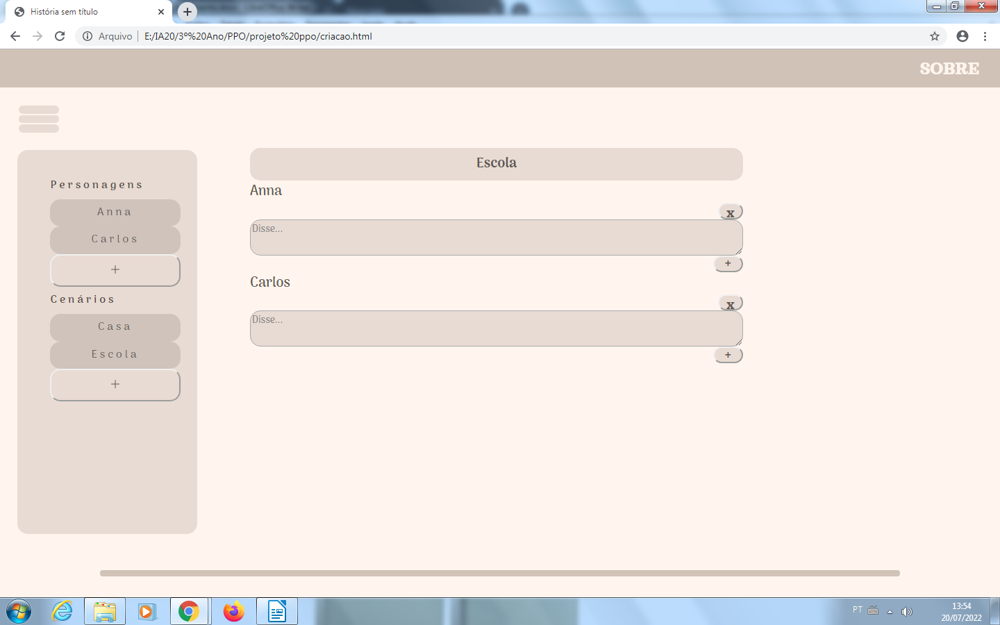 História sem título
Arquivo | E:/IA20/3º%20Ano/PPO/projeto%20ppo/criacao.html
SOBRE
Personagens
Anna
Carlos
+
Cenários
Casa
Escola
+
Escola
Anna
x
Disse...
+
Carlos
x
Disse...
+
PT
13:54
20/07/2022